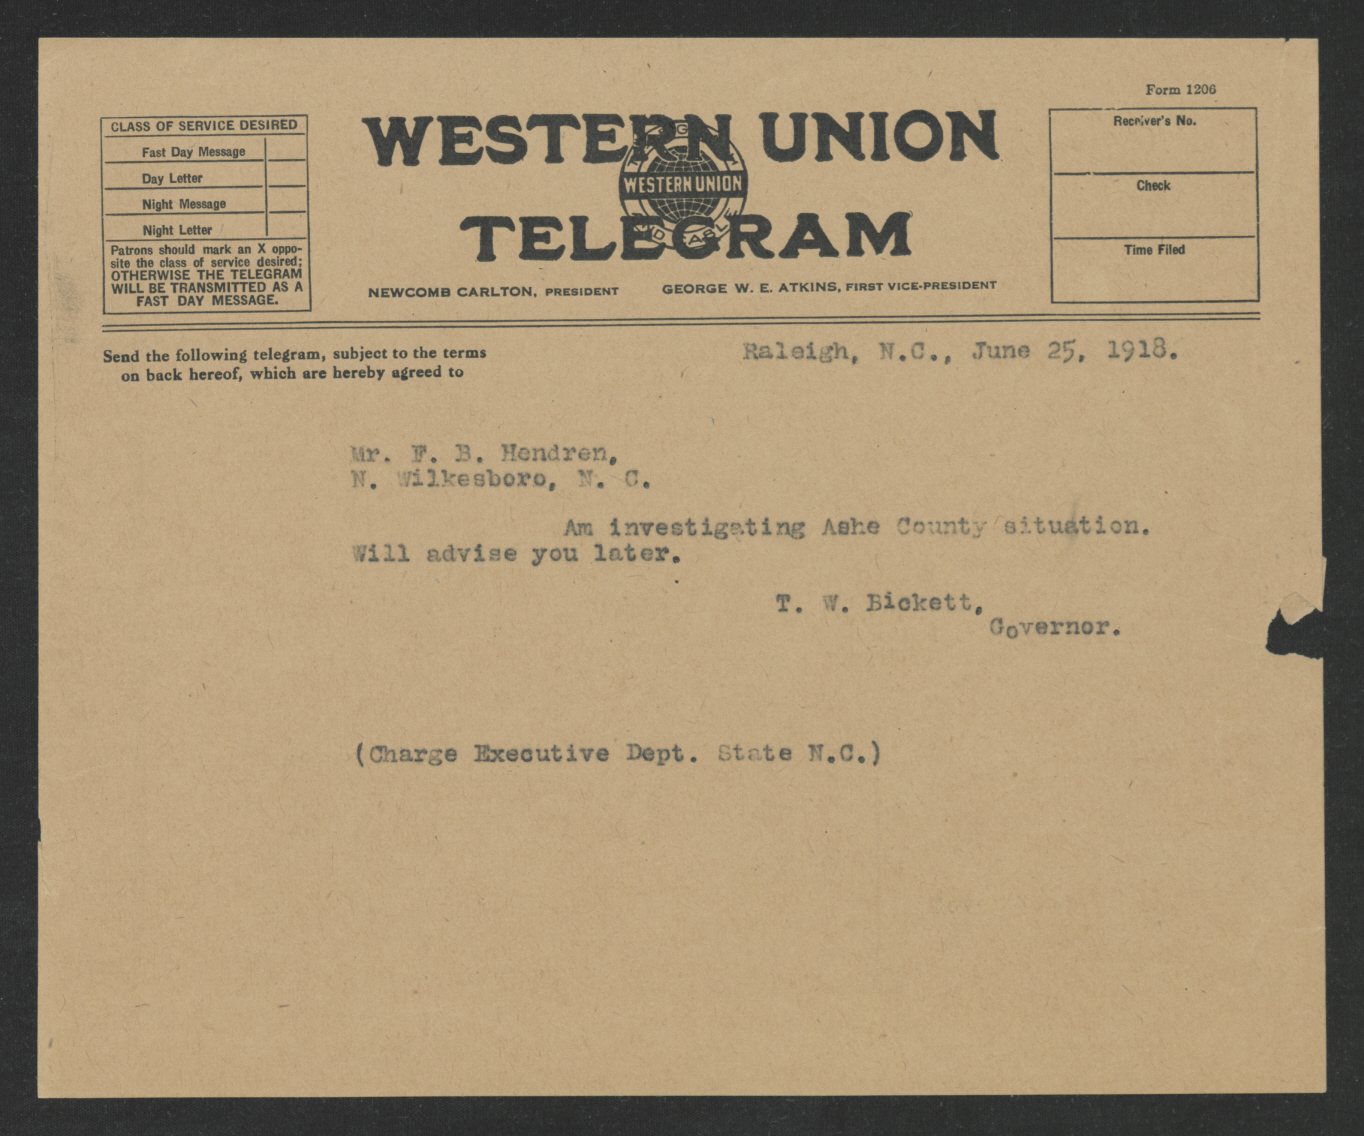 Form 1206
CLASS OF SERVICE DESIRED
Fast Day Message
Day Letter
Night Message
Night Letter
Patrons should mark an X oppo-
site the class of service desired;
OTHERWISE THE TELEGRAM
WILL BE TRANSMITTED AS A
FAST DAY MESSAGE.
WESTERN UNION
WESTERN UNION
TELEGRAM
NEWCOMB CARLTON, PRESIDENT
GEORGE W. E. ATKINS, FIRST VICE-PRESIDENT
Receiver's No.
Check
Time Filed
Send the following telegram, subject to the terms
on back hereof, which are hereby agreed to
Raleigh, N.C., June 25, 1918.
Mr. F. B. Hendren,
N. Wilkesboro, N. C.
Am investigating Ashe County situation.
Will advise you later.
T. W. Bickett,
Governor.
(Charge Executive Dept. State N.C.)